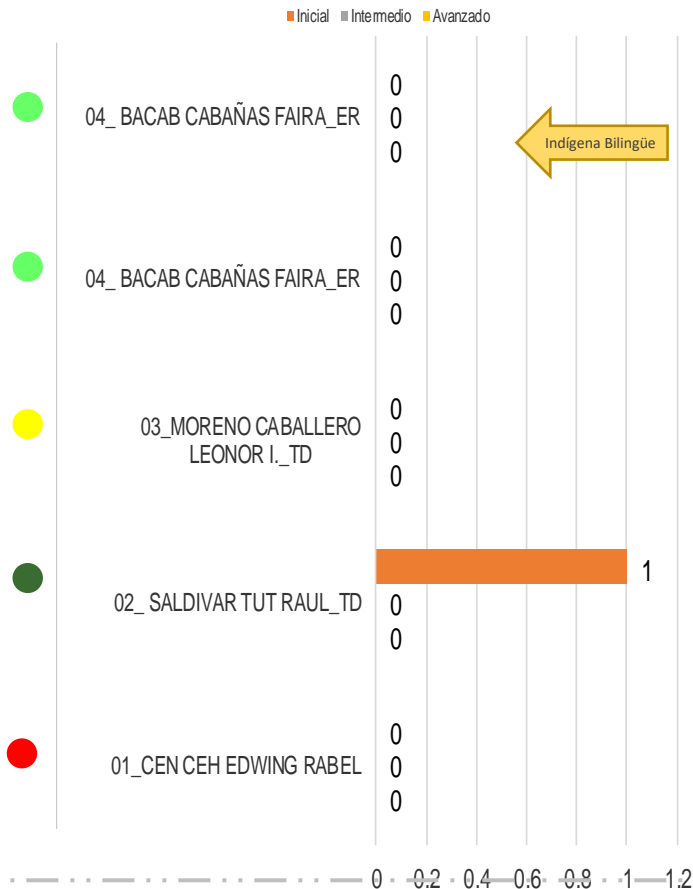 Inicial Intermedio Avanzado
0
04_ BACAB CABAÑAS FAIRA_ER
0
0
Indígena Bilingüe
0
04_ BACAB CABAÑAS FAIRA_ER
0
0
0
03_MORENO CABALLERO
LEONOR I._TD
0
0
1
02_ SALDIVAR TUT RAUL_TD
0
0
0
01_CEN CEH EDWING RABEL
0
0
0 0.2 0.4 0.6 0.8 1 1.2